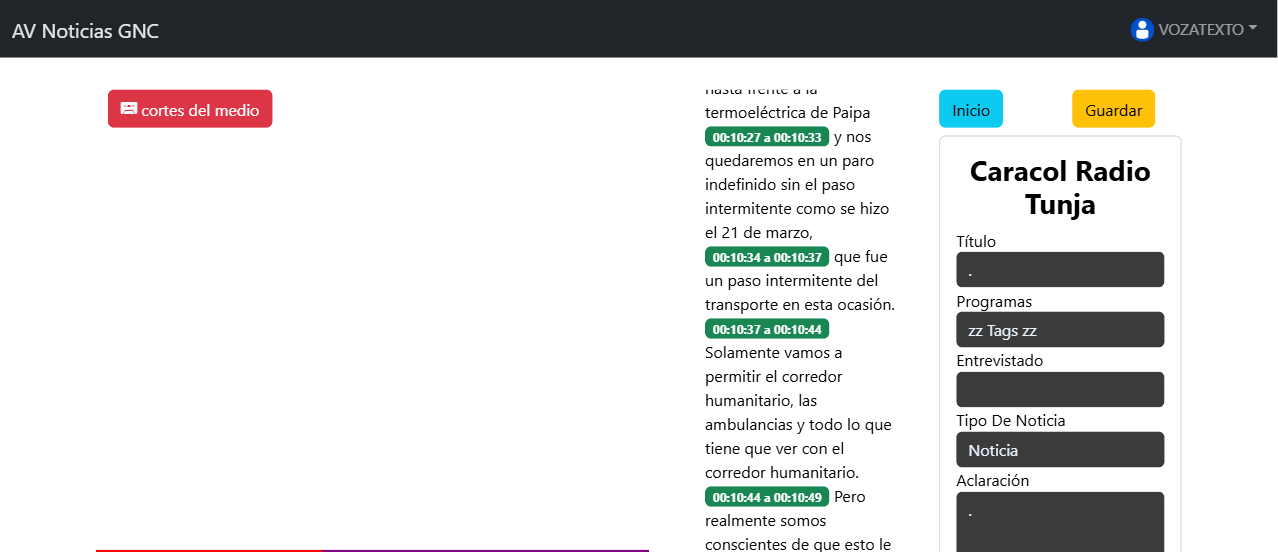 AV Noticias GNC
VOZATEXTO
cortes del medio
hasta frente a la
termoeléctrica de Paipa
00:10:27 a 00:10:33 y nos
quedaremos en un paro
indefinido sin el paso
intermitente como se hizo
el 21 de marzo,
00:10:34 a 00:10:37 que fue
un paso intermitente del
transporte en esta ocasión.
00:10:37 a 00:10:44
Solamente vamos a
permitir el corredor
humanitario, las
ambulancias y todo lo que
tiene que ver con el
corredor humanitario.
00:10:44 a 00:10:49 Pero
realmente somos
conscientes de que esto le
Inicio
Guardar
Caracol Radio
Tunja
Título
.
Programas
zz Tags zz
Entrevistado
Tipo De Noticia
Noticia
Aclaración
.